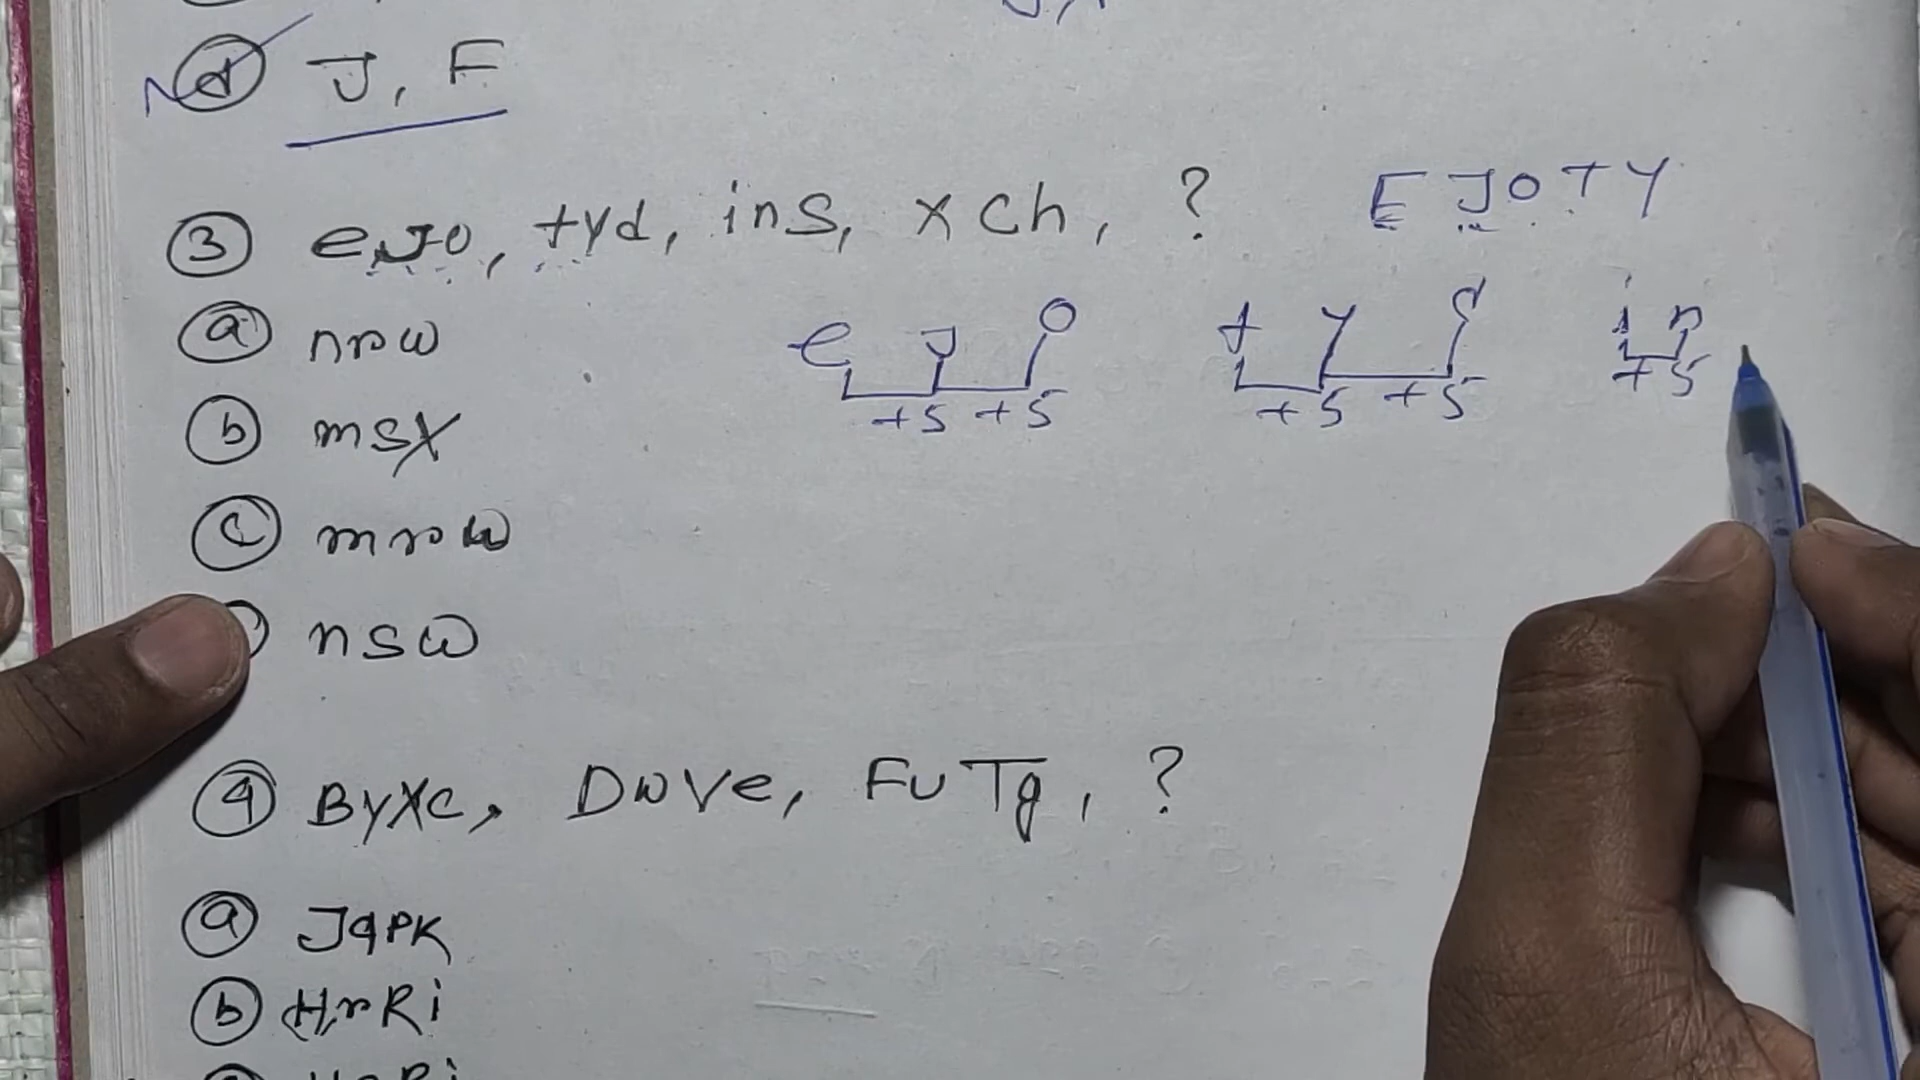 d J, F
3 eJo, tyd, ins, xch, ? E J O T Y
a nrw
e J O t y d i n
+5 +5 +5 +5 +5
b msx
c mrw
nsw
4 ByXc, DwVe, FuTg, ?
a JqPK
b HrRi